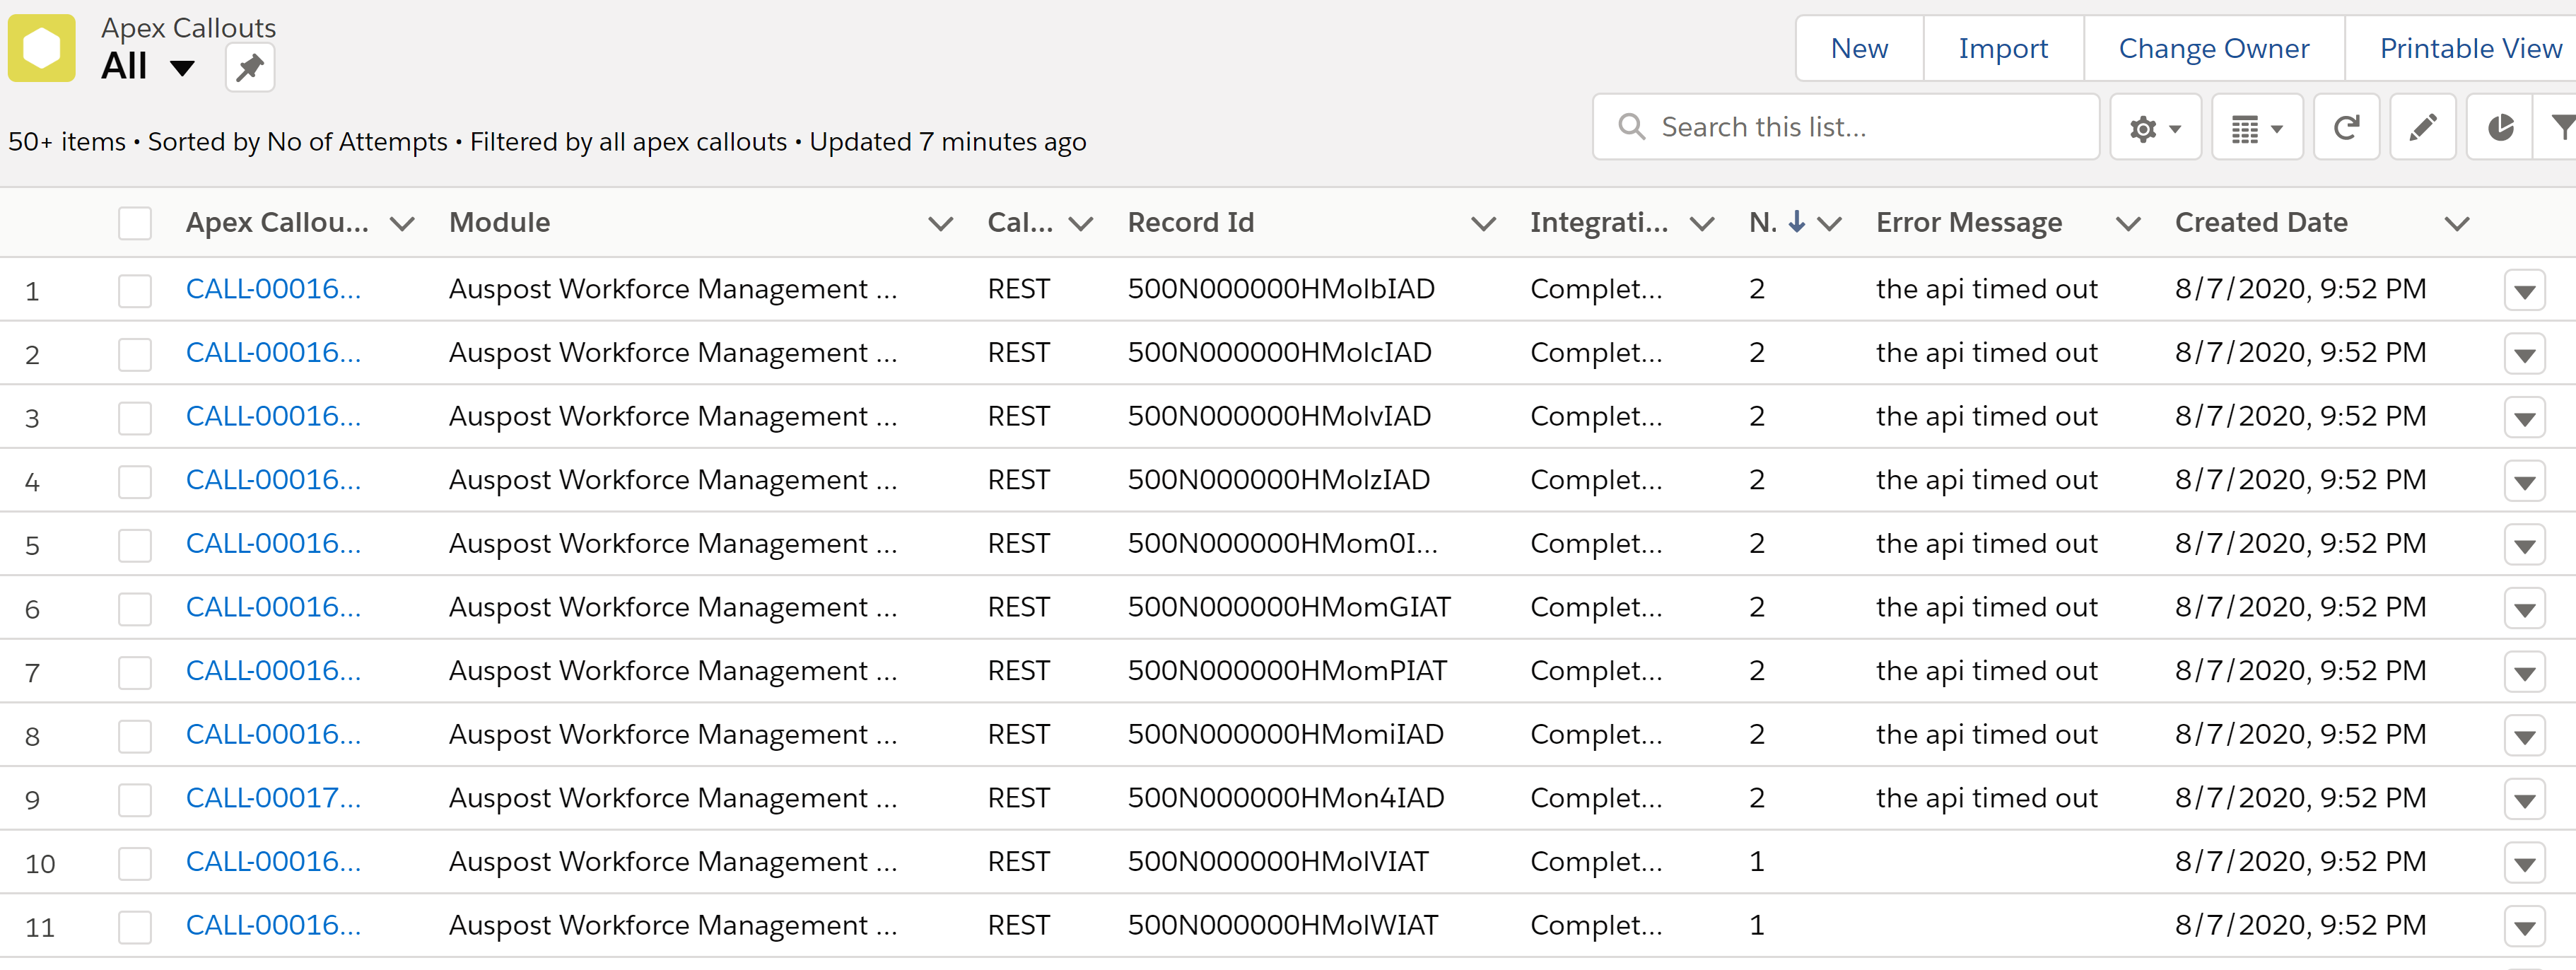 Apex Callouts
All
New Import Change Owner Printable View
50+ items • Sorted by No of Attempts • Filtered by all apex callouts • Updated 7 minutes ago
Search this list...
Apex Callou... Module Cal... Record Id Integrati... N. Error Message Created Date
1 CALL-00016... Auspost Workforce Management ... REST 500N000000HMolbIAD Complet... 2 the api timed out 8/7/2020, 9:52 PM
2 CALL-00016... Auspost Workforce Management ... REST 500N000000HMolcIAD Complet... 2 the api timed out 8/7/2020, 9:52 PM
3 CALL-00016... Auspost Workforce Management ... REST 500N000000HMolvIAD Complet... 2 the api timed out 8/7/2020, 9:52 PM
4 CALL-00016... Auspost Workforce Management ... REST 500N000000HMolzIAD Complet... 2 the api timed out 8/7/2020, 9:52 PM
5 CALL-00016... Auspost Workforce Management ... REST 500N000000HMom0I... Complet... 2 the api timed out 8/7/2020, 9:52 PM
6 CALL-00016... Auspost Workforce Management ... REST 500N000000HMomGIAT Complet... 2 the api timed out 8/7/2020, 9:52 PM
7 CALL-00016... Auspost Workforce Management ... REST 500N000000HMomPIAT Complet... 2 the api timed out 8/7/2020, 9:52 PM
8 CALL-00016... Auspost Workforce Management ... REST 500N000000HMomiIAD Complet... 2 the api timed out 8/7/2020, 9:52 PM
9 CALL-00017... Auspost Workforce Management ... REST 500N000000HMon4IAD Complet... 2 the api timed out 8/7/2020, 9:52 PM
10 CALL-00016... Auspost Workforce Management ... REST 500N000000HMolVIAT Complet... 1 8/7/2020, 9:52 PM
11 CALL-00016... Auspost Workforce Management ... REST 500N000000HMolWIAT Complet... 1 8/7/2020, 9:52 PM